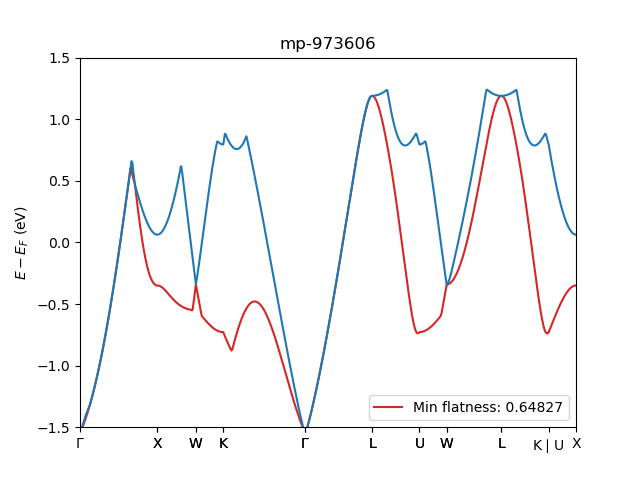 mp-973606
1.5
1.0
0.5
0.0
−0.5
−1.0
−1.5
E − E_F (eV)
Min flatness: 0.64827
Γ X W K Γ L U W L K | U X